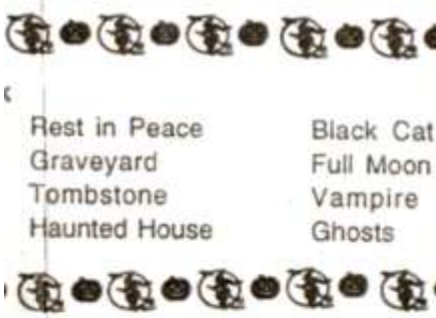 Rest in Peace
Graveyard
Tombstone
Haunted House
Black Cat
Full Moon
Vampire
Ghosts